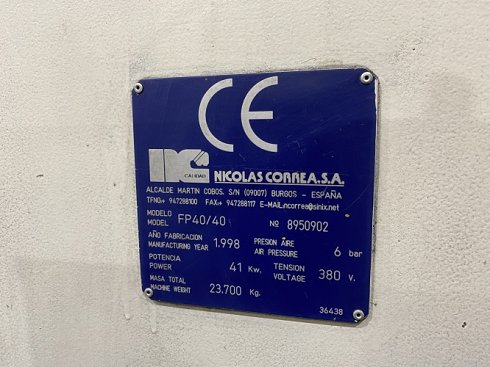 CE
NC
CALIDAD
NICOLAS CORREA, S.A.
ALCALDE MARTIN COBOS. S/N (09007) BURGOS - ESPAÑA
TFNO.+ 947288100 FAX.+ 947288117 E-MAIL.ncorrea@sinix.net
MODELO
MODEL FP40/40 Nº 8950902
AÑO FABRICACION
MANUFACTURING YEAR 1.998 PRESION AIRE
AIR PRESSURE 6 bar
POTENCIA
POWER 41 Kw. TENSION
VOLTAGE 380 V.
MASA TOTAL
MACHINE WEIGHT 23.700 Kg.
36438